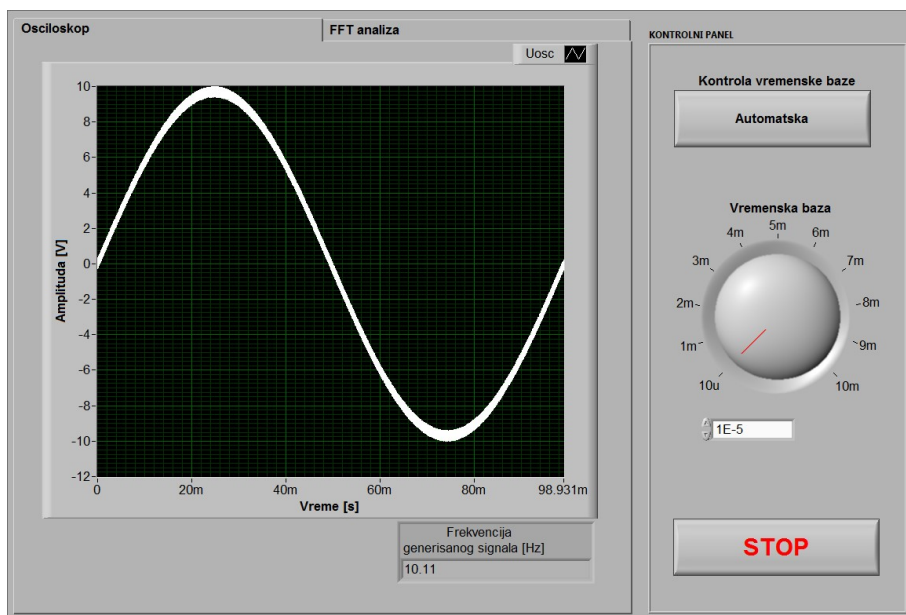 Osciloskop
FFT analiza
Uosc
10
8
6
4
2
0
-2
-4
-6
-8
-10
-12
Amplituda [V]
0
20m
40m
60m
80m
98.931m
Vreme [s]
Frekvencija
generisanog signala [Hz]
10.11
KONTROLNI PANEL
Kontrola vremenske baze
Automatska
Vremenska baza
10u
1m
2m
3m
4m
5m
6m
7m
8m
9m
10m
1E-5
STOP